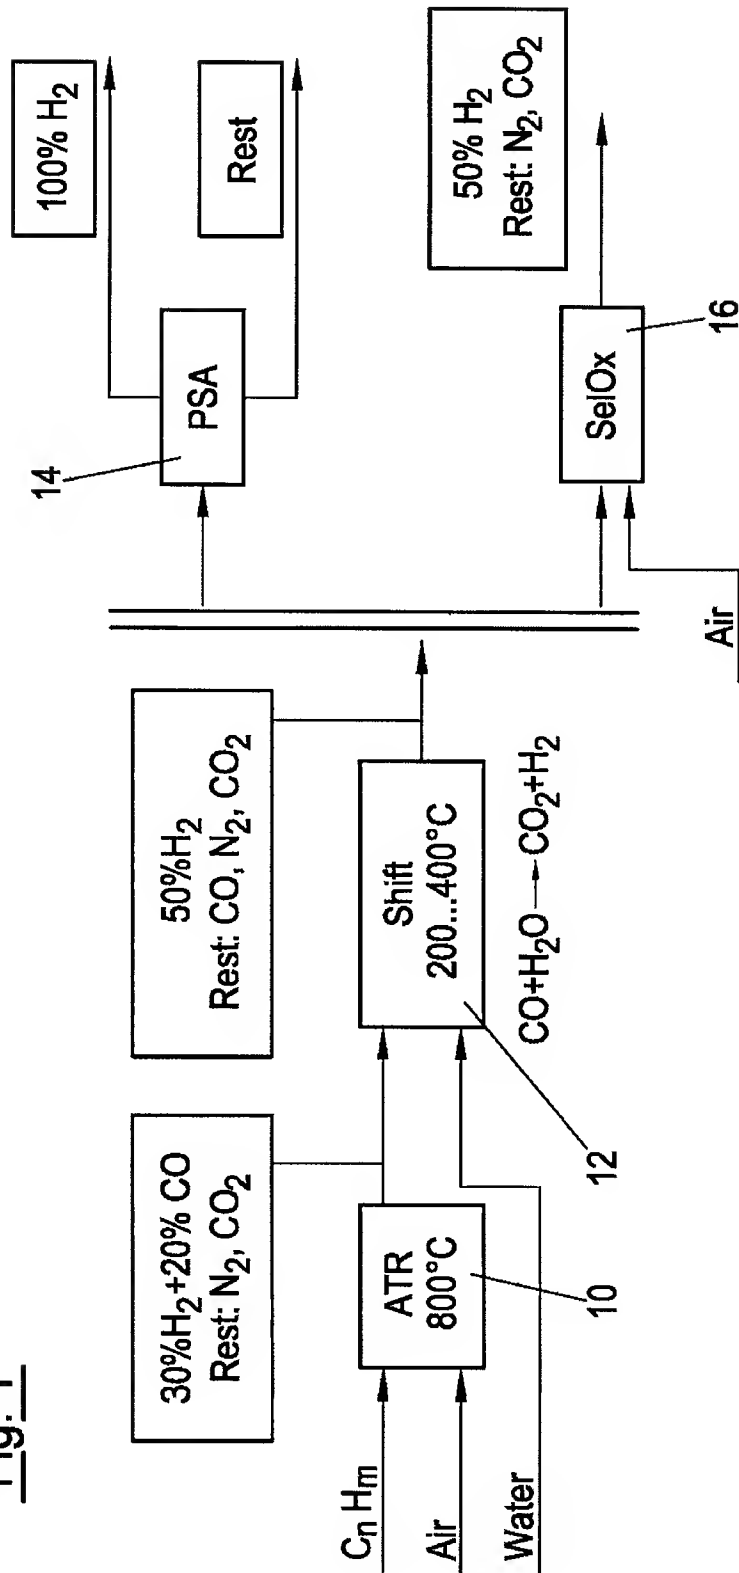 Fig. 1
30%H2+20% CO
Rest: N2, CO2
50%H2
Rest: CO, N2, CO2
100% H2
Rest
14
PSA
CnHm
Air
Water
ATR
800°C
10
Shift
200...400°C
12
CO+H2O → CO2+H2
Air
SelOx
16
50% H2
Rest: N2, CO2